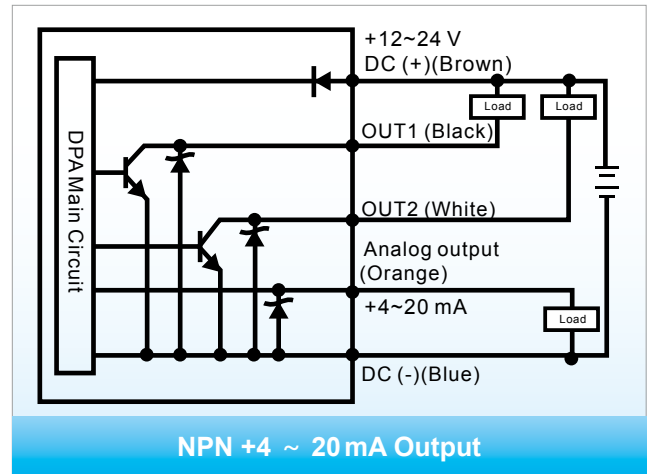 +12~24 V
DC (+)(Brown)
Load
Load
OUT1 (Black)
DPA Main Circuit
OUT2 (White)
Analog output
(Orange)
+4~20 mA
Load
DC (-)(Blue)
NPN +4 ~ 20 mA Output